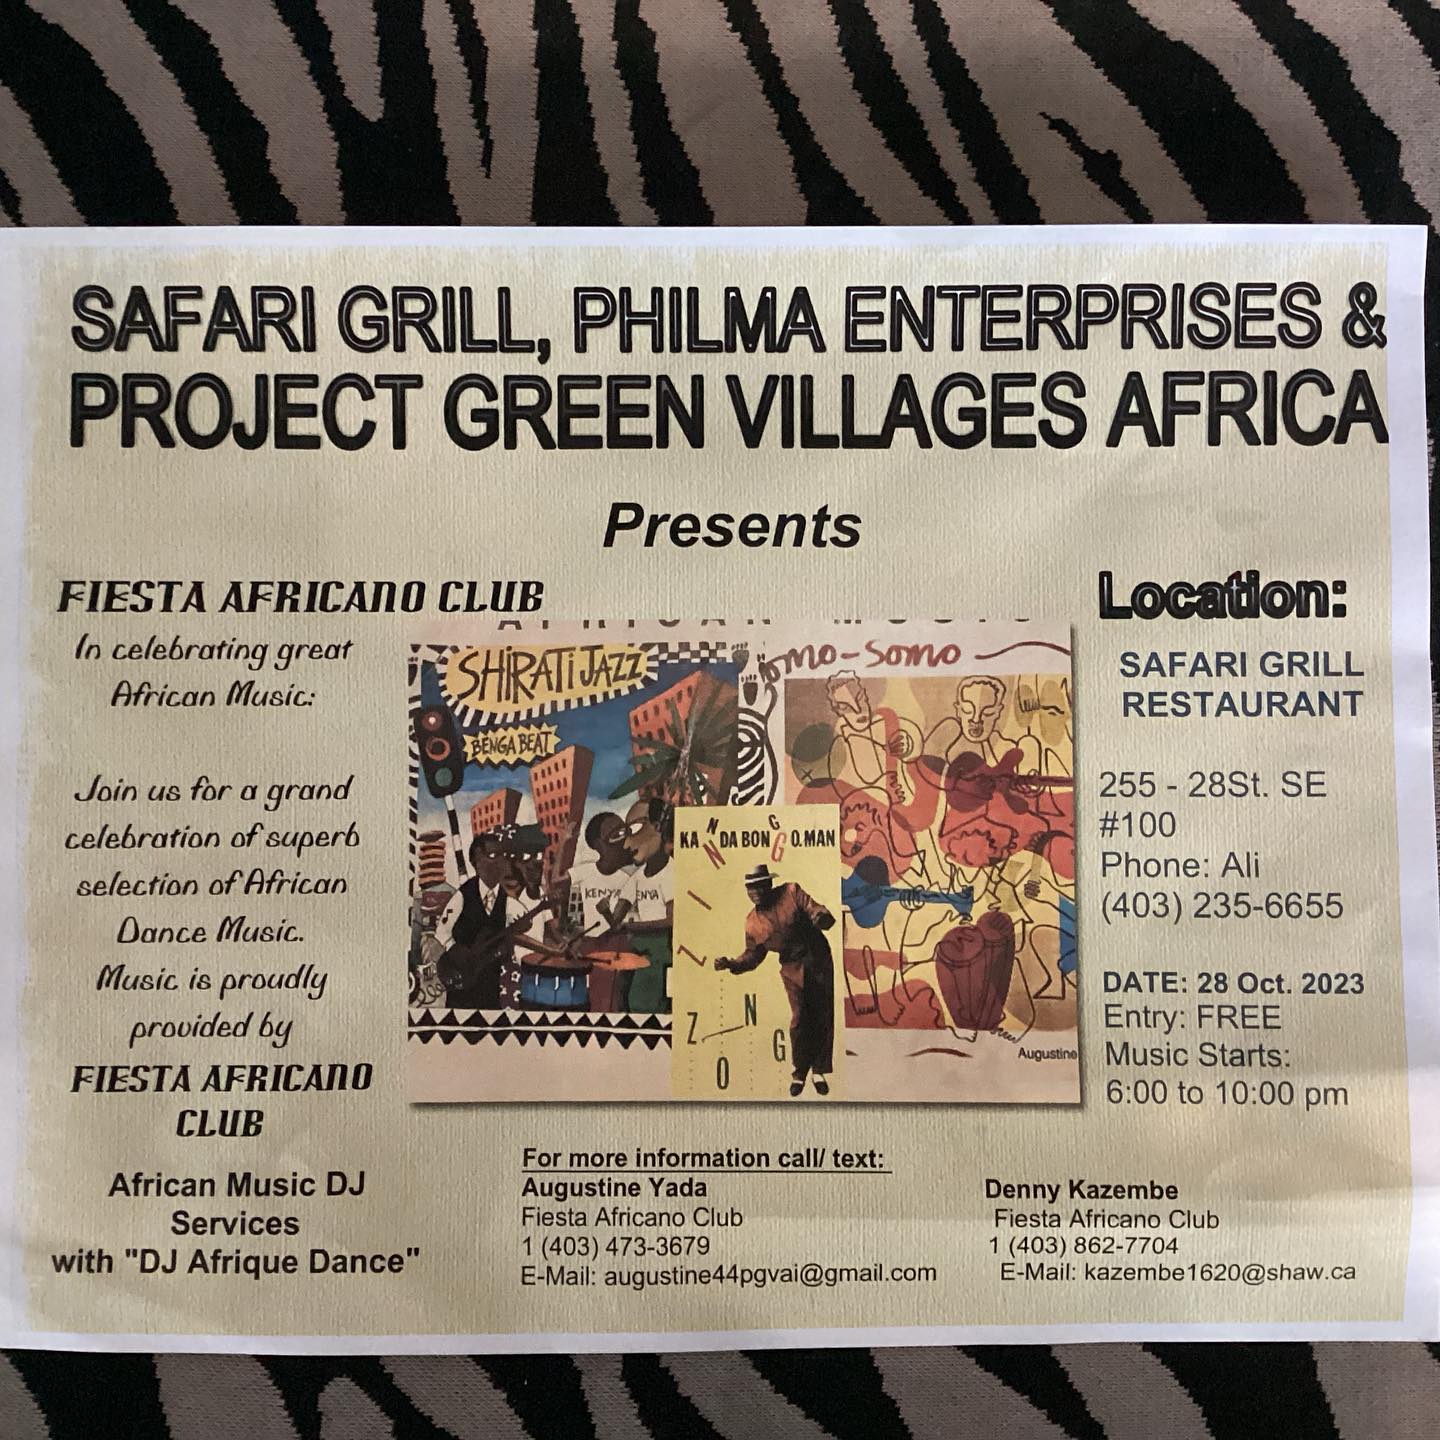 SAFARI GRILL, PHILMA ENTERPRISES &
PROJECT GREEN VILLAGES AFRICA
Presents
FIESTA AFRICANO CLUB
In celebrating great
African Music:
Join us for a grand
celebration of superb
selection of African
Dance Music.
Music is proudly
provided by
FIESTA AFRICANO
CLUB
African Music DJ
Services
with "DJ Afrique Dance"
SHIRATI JAZZ
BENGA BEAT
KENYA
ENYA
omo-Somo
KANDA BONGO MAN
ZING ZONG
Augustine
Location:
SAFARI GRILL
RESTAURANT
255 - 28St. SE
#100
Phone: Ali
(403) 235-6655
DATE: 28 Oct. 2023
Entry: FREE
Music Starts:
6:00 to 10:00 pm
For more information call/ text:
Augustine Yada
Fiesta Africano Club
1 (403) 473-3679
E-Mail: augustine44pgvai@gmail.com
Denny Kazembe
Fiesta Africano Club
1 (403) 862-7704
E-Mail: kazembe1620@shaw.ca